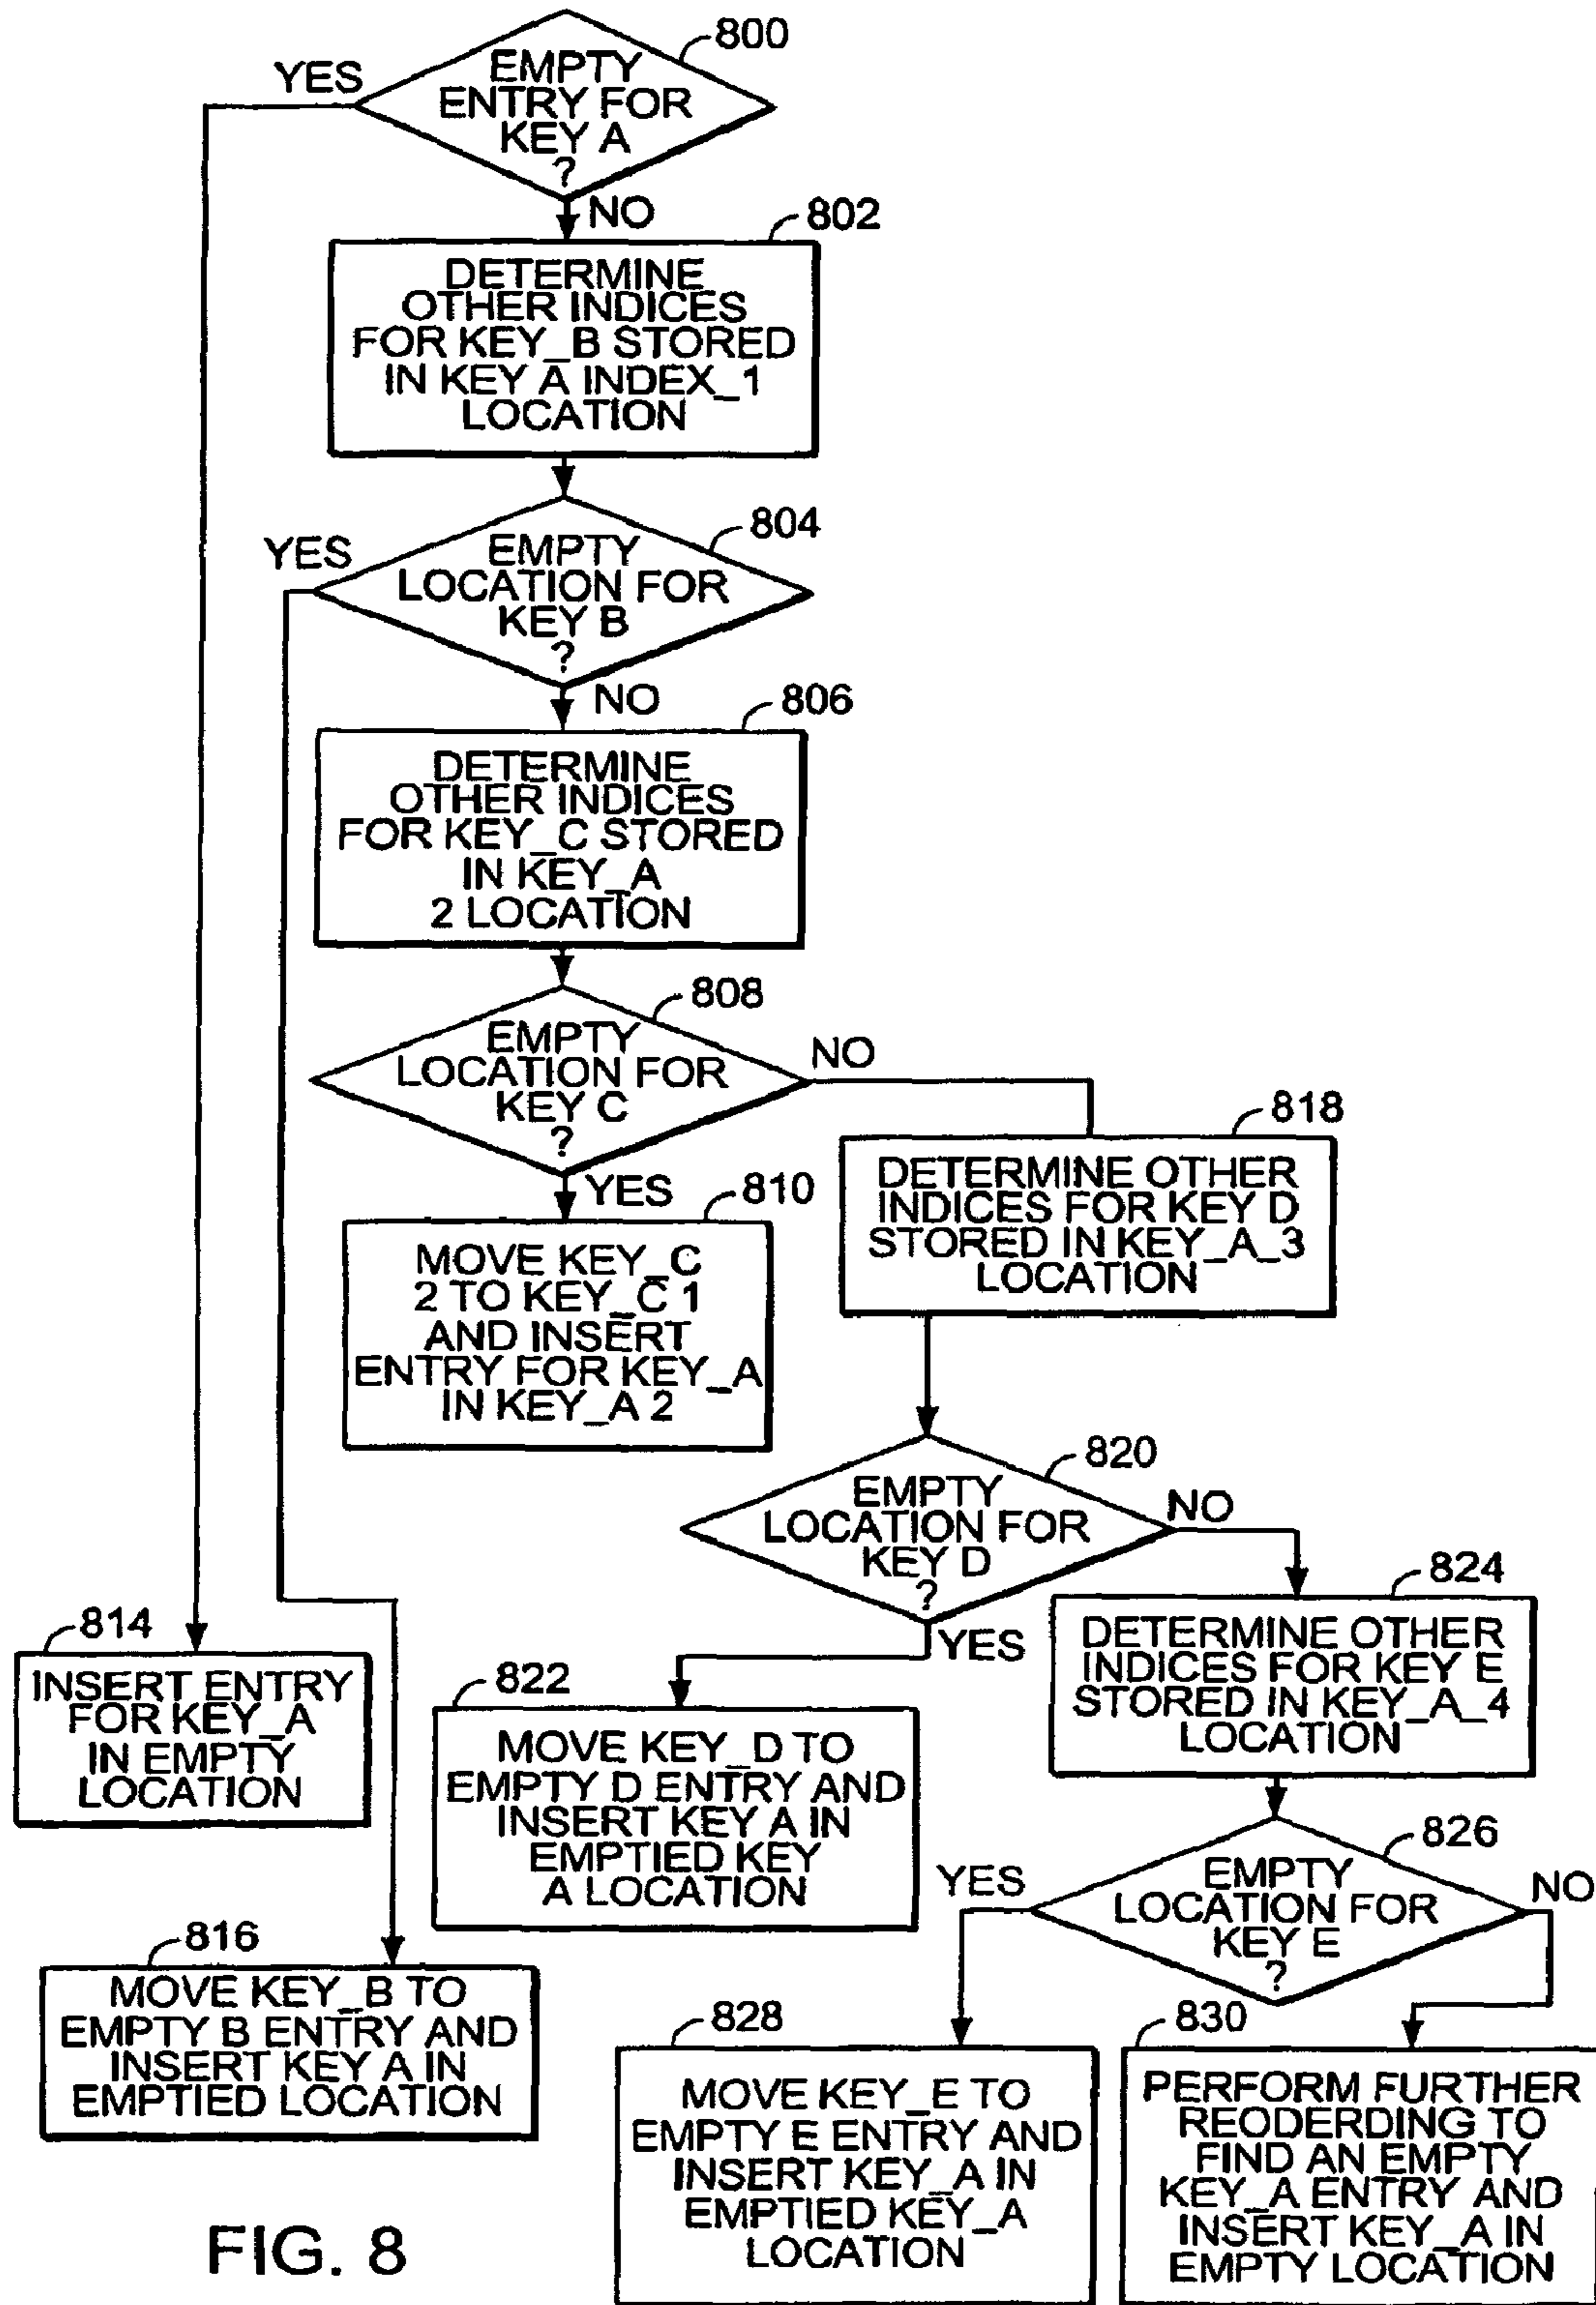 800
EMPTY
ENTRY FOR
KEY A
?
YES
NO
802
DETERMINE
OTHER INDICES
FOR KEY_B STORED
IN KEY A INDEX_1
LOCATION
804
EMPTY
LOCATION FOR
KEY B
?
YES
NO
806
DETERMINE
OTHER INDICES
FOR KEY_C STORED
IN KEY_A
2 LOCATION
808
EMPTY
LOCATION FOR
KEY C
?
NO
YES
810
MOVE KEY_C
2 TO KEY_C 1
AND INSERT
ENTRY FOR KEY_A
IN KEY_A 2
818
DETERMINE OTHER
INDICES FOR KEY D
STORED IN KEY_A_3
LOCATION
820
EMPTY
LOCATION FOR
KEY D
?
NO
YES
814
INSERT ENTRY
FOR KEY_A
IN EMPTY
LOCATION
822
MOVE KEY_D TO
EMPTY D ENTRY AND
INSERT KEY A IN
EMPTIED KEY
A LOCATION
824
DETERMINE OTHER
INDICES FOR KEY E
STORED IN KEY_A_4
LOCATION
826
EMPTY
LOCATION FOR
KEY E
?
YES
NO
816
MOVE KEY_B TO
EMPTY B ENTRY AND
INSERT KEY A IN
EMPTIED LOCATION
828
MOVE KEY_E TO
EMPTY E ENTRY AND
INSERT KEY_A IN
EMPTIED KEY_A
LOCATION
830
PERFORM FURTHER
REODERDING TO
FIND AN EMPTY
KEY_A ENTRY AND
INSERT KEY_A IN
EMPTY LOCATION
FIG. 8